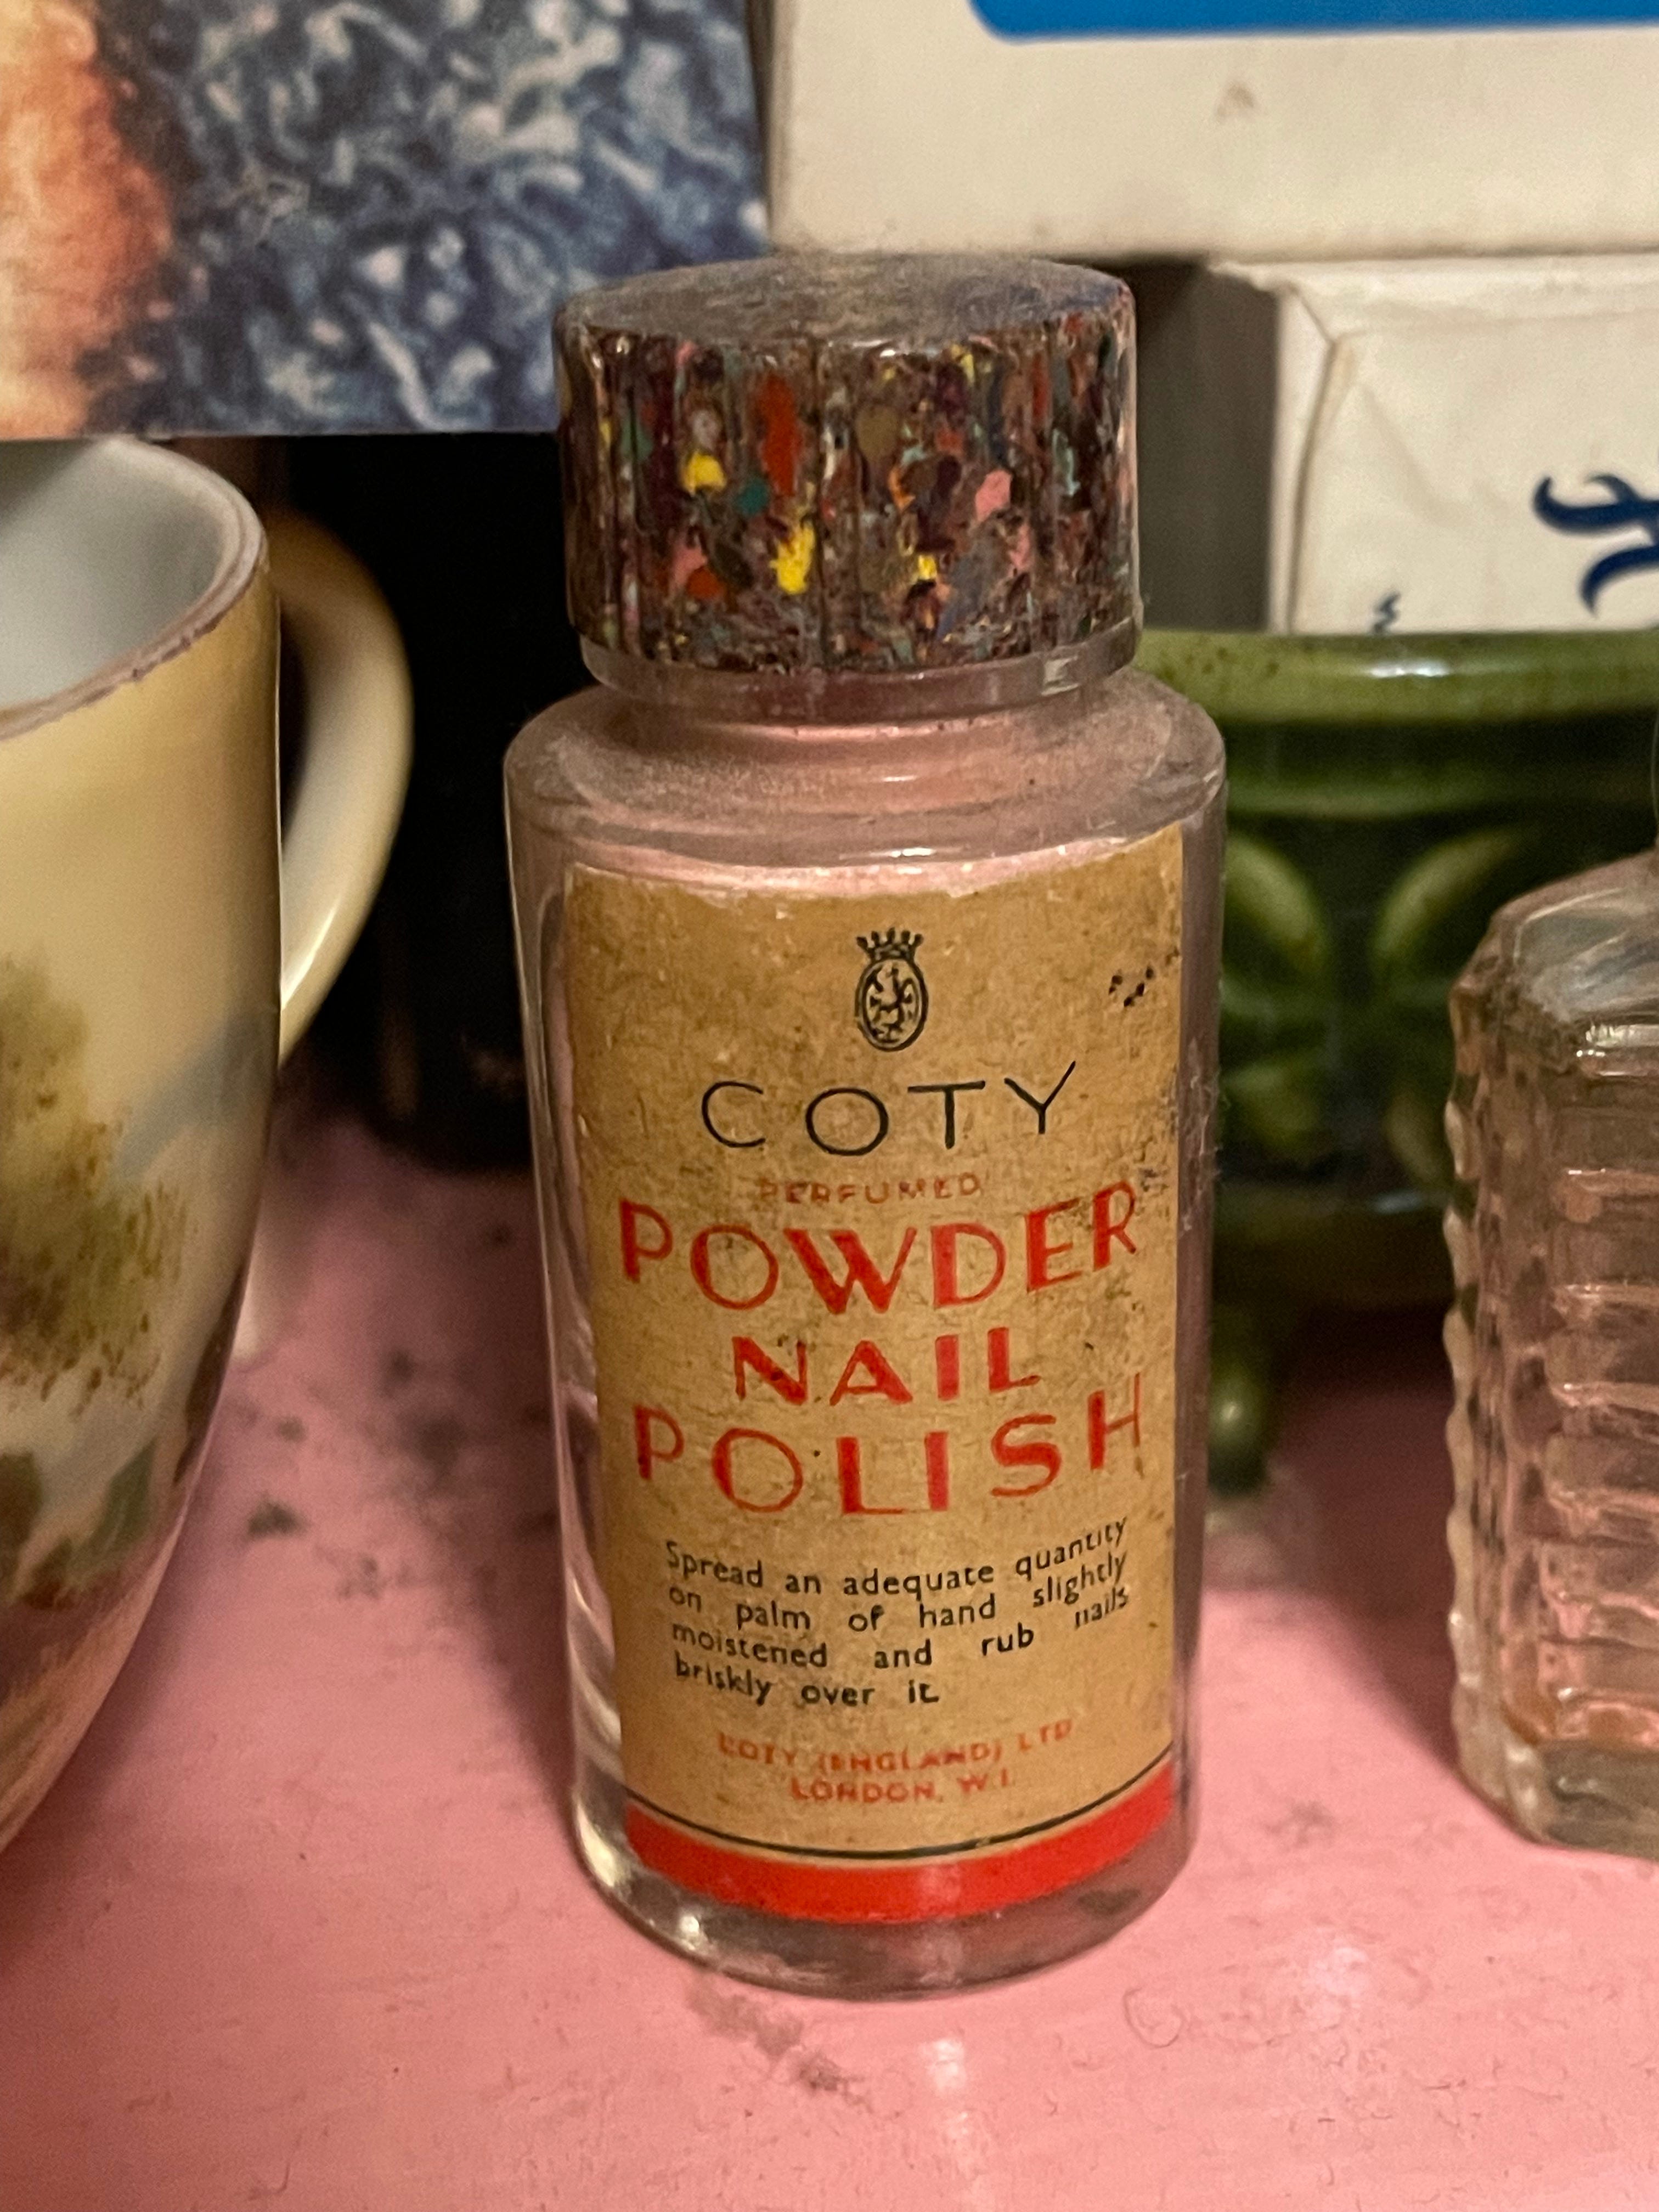 COTY
PERFUMED
POWDER
NAIL
POLISH
Spread an adequate quantity
on palm of hand slightly
moistened and rub nails
briskly over it.
COTY (ENGLAND) LTD
LONDON, W.1.